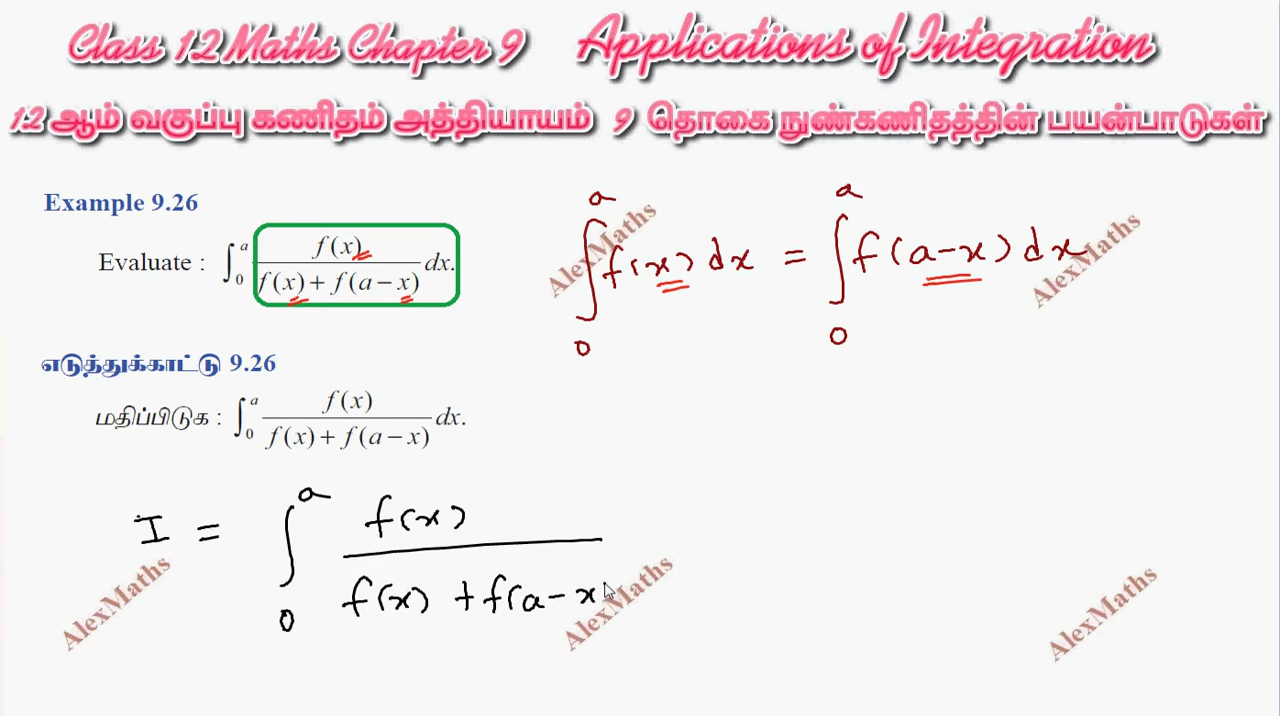 Class 12 Maths Chapter 9 Applications of Integration
12 ஆம் வகுப்பு கணிதம் அத்தியாயம் 9 தொகை நுண்கணிதத்தின் பயன்பாடுகள்
Example 9.26
Evaluate : ∫₀ᵃ f(x) / (f(x) + f(a − x)) dx.
∫₀ᵃ f(x) dx = ∫₀ᵃ f(a-x) dx
எடுத்துக்காட்டு 9.26
மதிப்பிடுக : ∫₀ᵃ f(x) / (f(x) + f(a − x)) dx.
I = ∫₀ᵃ f(x) / f(x) + f(a-x
AlexMaths
AlexMaths
AlexMaths
AlexMaths
AlexMaths